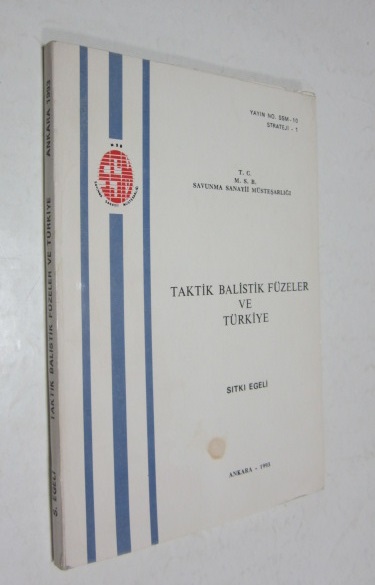 YAYIN NO. SSM-10
STRATEJİ - 7
T. C.
M. S. B.
SAVUNMA SANAYİİ MÜSTEŞARLIĞI
TAKTİK BALİSTİK FÜZELER
VE
TÜRKİYE
SITKI EGELİ
ANKARA - 1993
S. EGELİ TAKTİK BALİSTİK FÜZELER VE TÜRKİYE ANKARA 1993